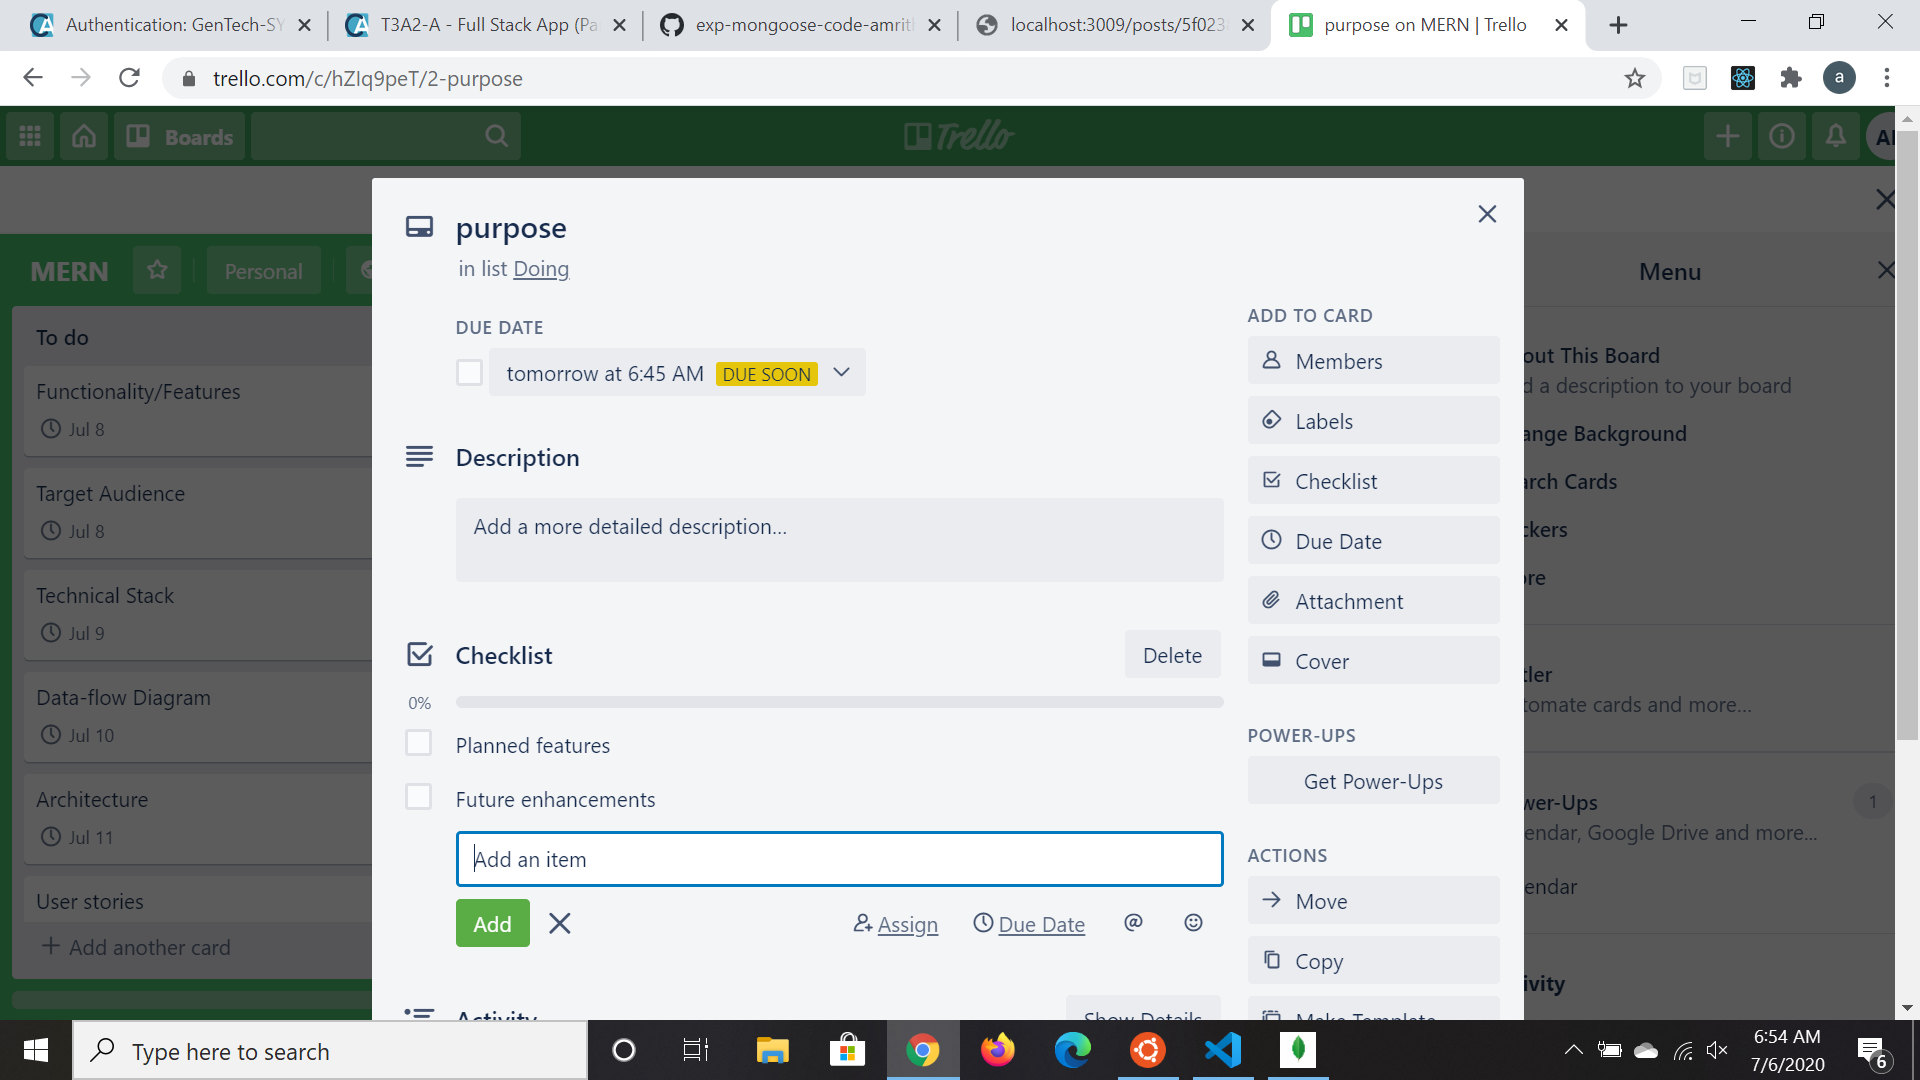 Authentication: GenTech-SY
T3A2-A - Full Stack App (Pa
exp-mongoose-code-amrit
localhost:3009/posts/5f023
purpose on MERN | Trello
trello.com/c/hZIq9peT/2-purpose
a
Boards
Trello
MERN
Personal
Menu
To do
Functionality/Features
Jul 8
Target Audience
Jul 8
Technical Stack
Jul 9
Data-flow Diagram
Jul 10
Architecture
Jul 11
User stories
Add another card
purpose
in list Doing
DUE DATE
tomorrow at 6:45 AM DUE SOON
Description
Add a more detailed description...
Checklist
Delete
0%
Planned features
Future enhancements
Add an item
Add
Assign
Due Date
@
Activity
Show Details
ADD TO CARD
Members
Labels
Checklist
Due Date
Attachment
Cover
POWER-UPS
Get Power-Ups
ACTIONS
Move
Copy
Make Template
out This Board
d a description to your board
ange Background
arch Cards
ckers
ore
tler
tomate cards and more...
wer-Ups
1
endar, Google Drive and more...
endar
ivity
Type here to search
6:54 AM
7/6/2020
6